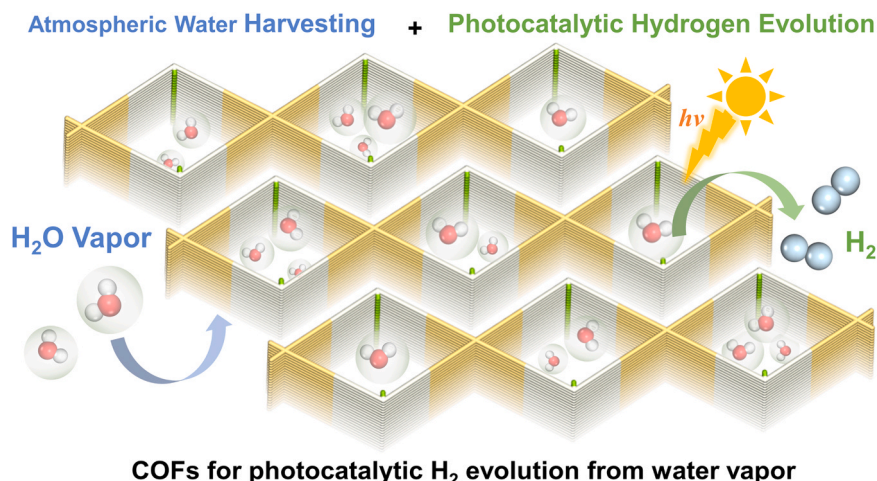 Atmospheric Water Harvesting + Photocatalytic Hydrogen Evolution
hν
H₂O Vapor
H₂
COFs for photocatalytic H₂ evolution from water vapor